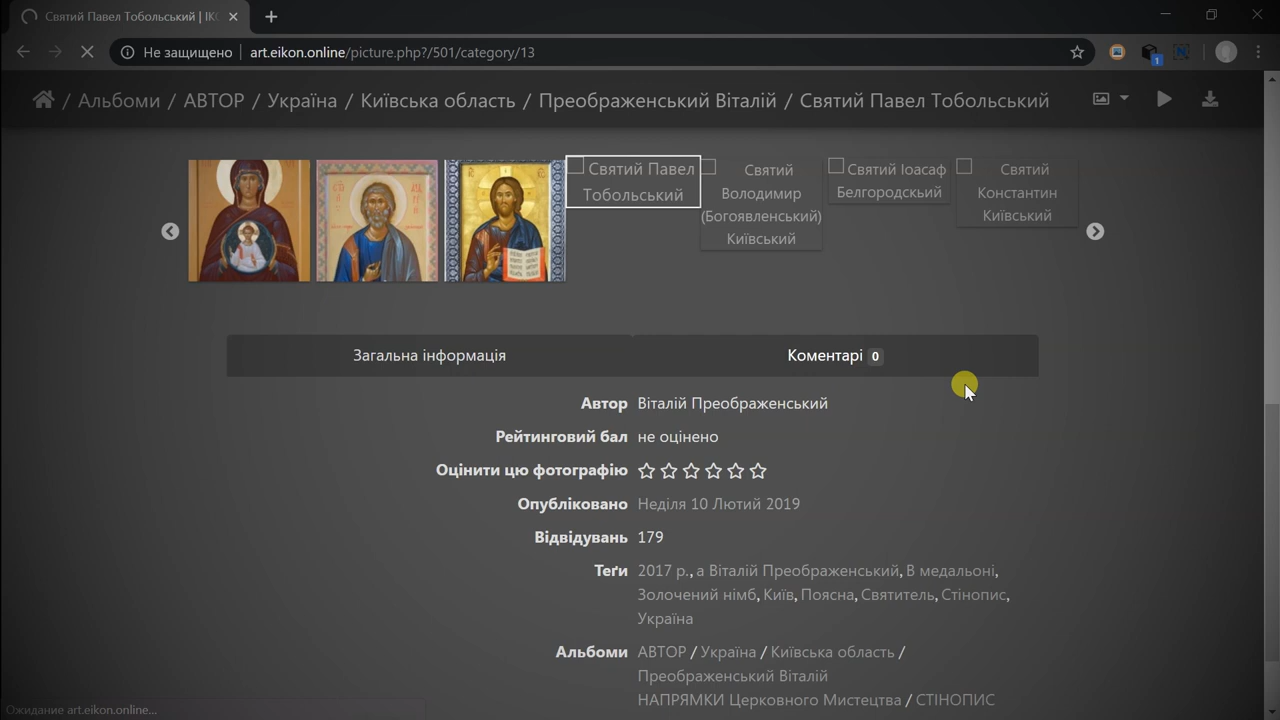 Святий Павел Тобольський | ІКО
Не защищено
art.eikon.online/picture.php?/501/category/13
1
/ Альбоми / АВТОР / Україна / Київська область / Преображенський Віталій / Святий Павел Тобольський
Святий Павел
Тобольський
Святий
Володимир
(Богоявленський)
Київський
Святий Іоасаф
Белгородскьий
Святий
Константин
Київський
Загальна інформація
Коментарі 0
Автор Віталій Преображенський
Рейтинговий бал не оцінено
Оцінити цю фотографію
Опубліковано Неділя 10 Лютий 2019
Відвідувань 179
Теґи 2017 р., а Віталій Преображенський, В медальоні,
Золочений німб, Київ, Поясна, Святитель, Стінопис,
Україна
Альбоми АВТОР / Україна / Київська область /
Преображенський Віталій
НАПРЯМКИ Церковного Мистецтва / СТІНОПИС
Ожидание art.eikon.online...